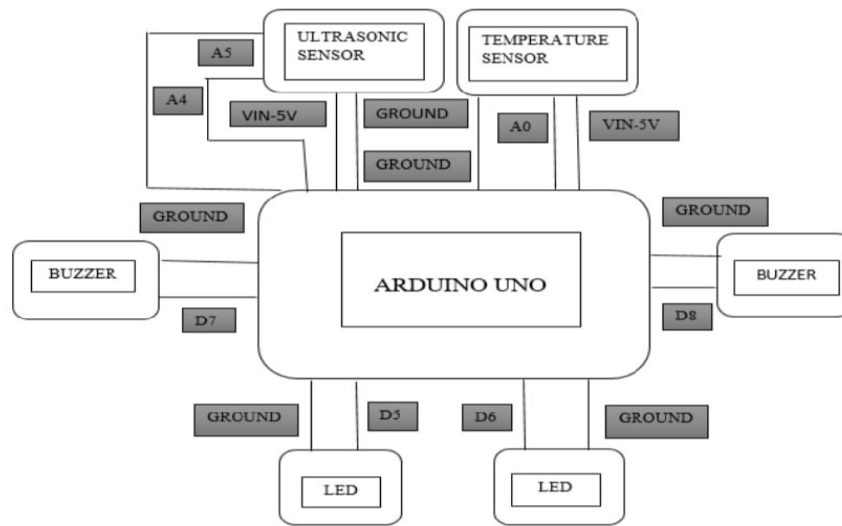 ULTRASONIC
SENSOR
TEMPERATURE
SENSOR
A5
A4
VIN-5V
GROUND
A0
VIN-5V
GROUND
GROUND
GROUND
BUZZER
ARDUINO UNO
BUZZER
D7
D8
GROUND
D5
D6
GROUND
LED
LED